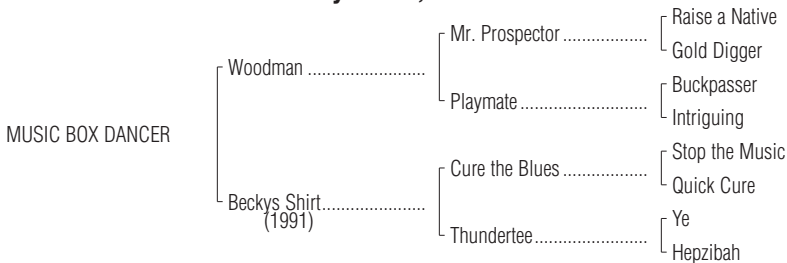 Raise a Native
Mr. Prospector ..................
Gold Digger
Woodman .........................
Buckpasser
Playmate ...........................
Intriguing
MUSIC BOX DANCER
Stop the Music
Cure the Blues ..................
Quick Cure
Beckys Shirt......................
(1991)
Ye
Thundertee........................
Hepzibah